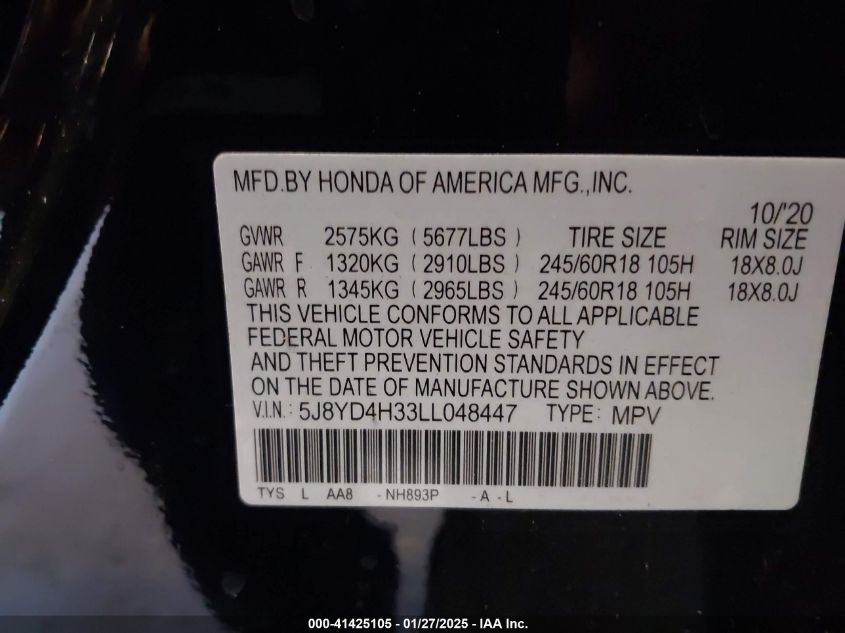 MFD.BY HONDA OF AMERICA MFG.,INC.
10/'20
GVWR 2575KG ( 5677LBS ) TIRE SIZE RIM SIZE
GAWR F 1320KG ( 2910LBS ) 245/60R18 105H 18X8.0J
GAWR R 1345KG ( 2965LBS ) 245/60R18 105H 18X8.0J
THIS VEHICLE CONFORMS TO ALL APPLICABLE
FEDERAL MOTOR VEHICLE SAFETY
AND THEFT PREVENTION STANDARDS IN EFFECT
ON THE DATE OF MANUFACTURE SHOWN ABOVE.
V.I.N.: 5J8YD4H33LL048447 TYPE: MPV
TYS L AA8 -NH893P -A -L
000-41425105 - 01/27/2025 - IAA Inc.